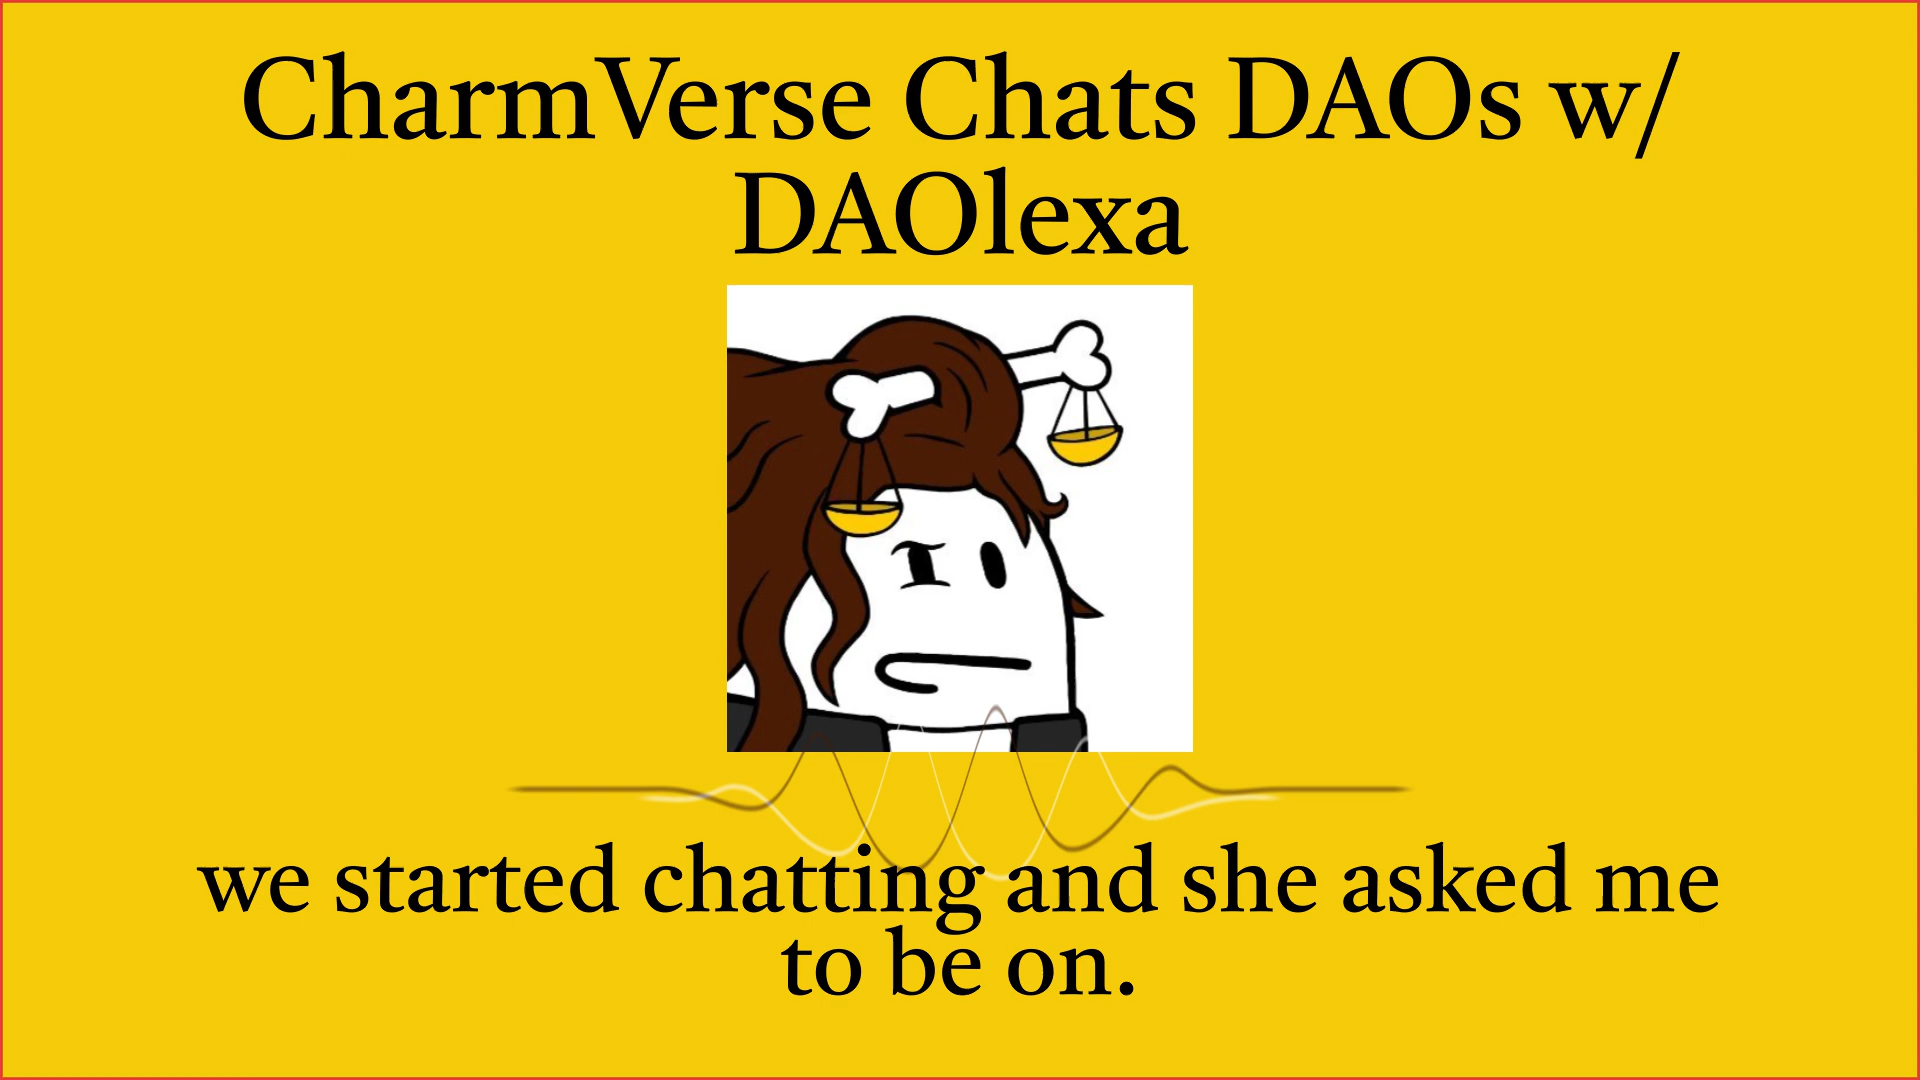 CharmVerse Chats DAOs w/
DAOlexa
we started chatting and she asked me
to be on.